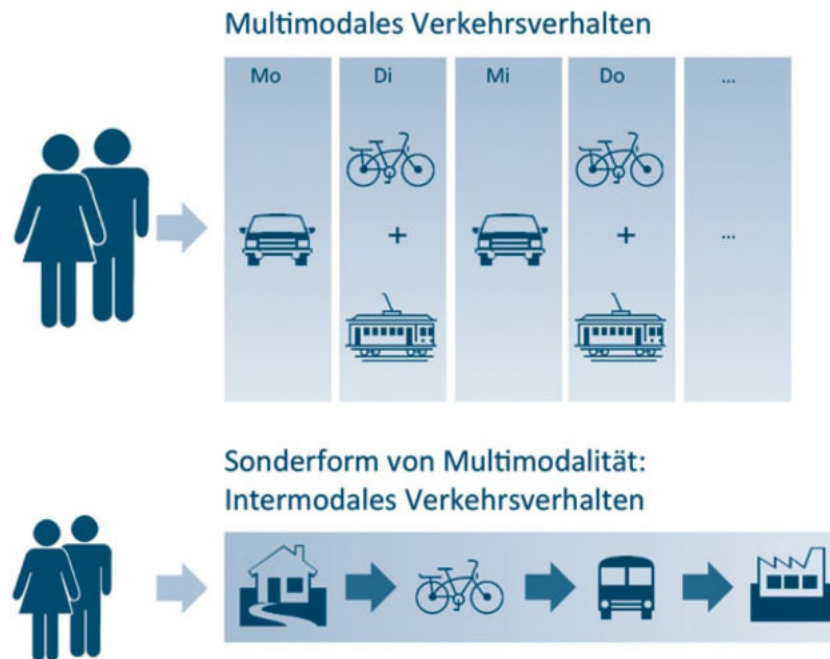 Multimodales Verkehrsverhalten
Mo Di Mi Do ...
+ +
...
Sonderform von Multimodalität:
Intermodales Verkehrsverhalten